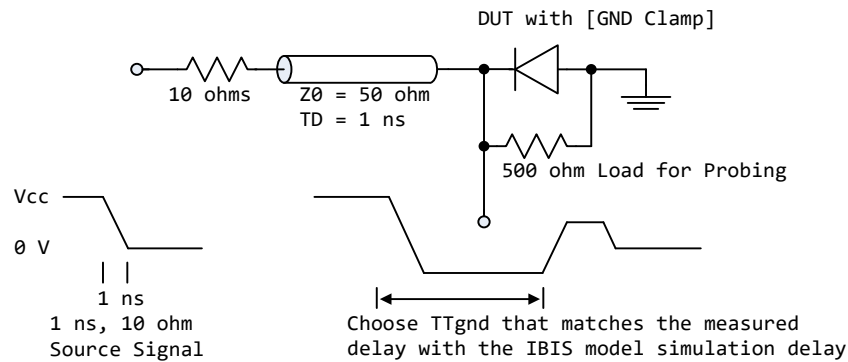 DUT with [GND Clamp]
10 ohms
Z0 = 50 ohm
TD = 1 ns
500 ohm Load for Probing
Vcc
0 V
1 ns
1 ns, 10 ohm
Source Signal
Choose TTgnd that matches the measured
delay with the IBIS model simulation delay